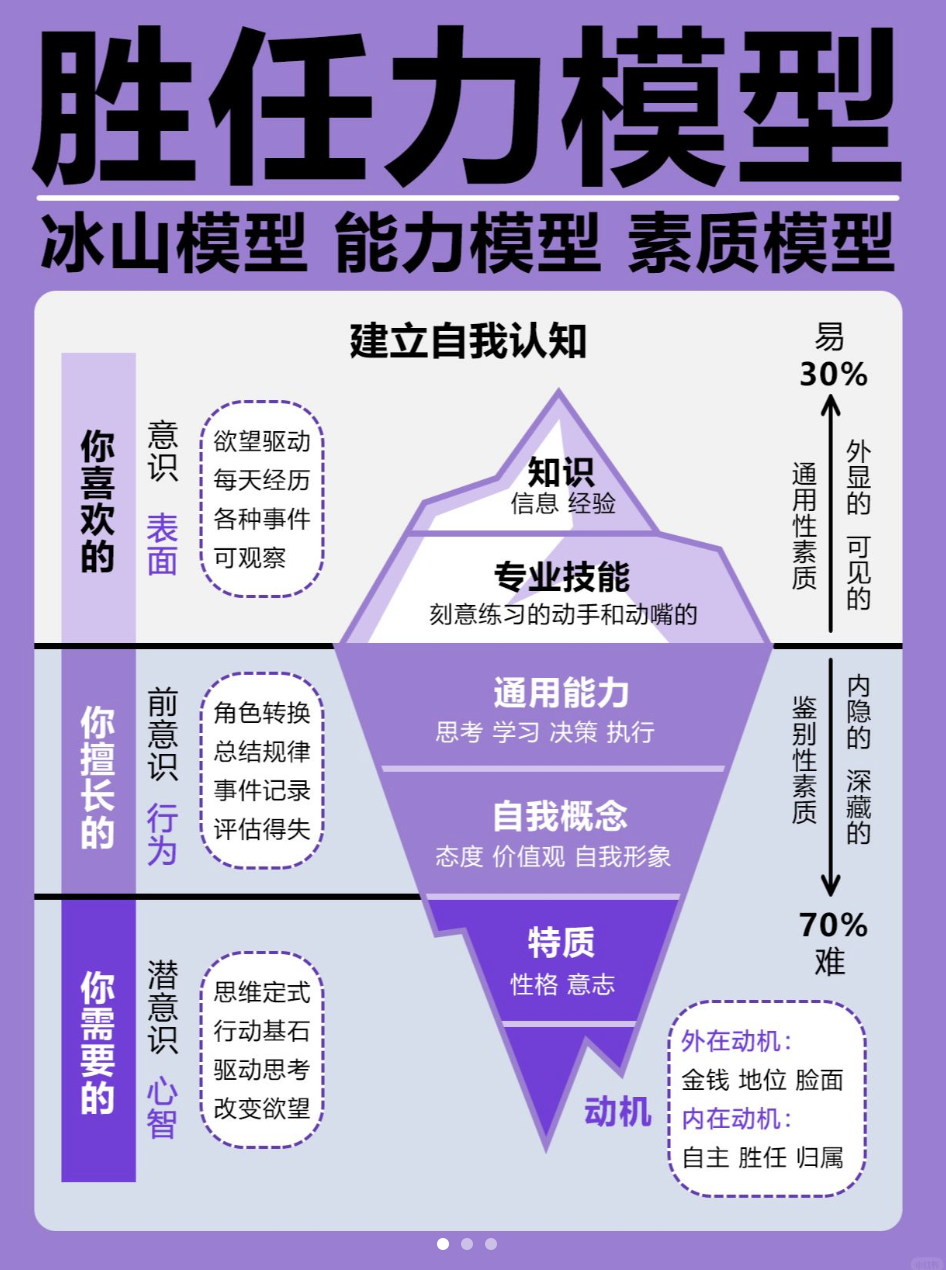 胜任力模型
冰山模型 能力模型 素质模型
建立自我认知
易
30%
通用性素质
外显的 可见的
你喜欢的
意识 表面
欲望驱动
每天经历
各种事件
可观察
知识
信息 经验
专业技能
刻意练习的动手和动嘴的
你擅长的
前意识 行为
角色转换
总结规律
事件记录
评估得失
通用能力
思考 学习 决策 执行
自我概念
态度 价值观 自我形象
鉴别性素质
内隐的 深藏的
70%
难
你需要的
潜意识 心智
思维定式
行动基石
驱动思考
改变欲望
特质
性格 意志
动机
外在动机：
金钱 地位 脸面
内在动机：
自主 胜任 归属